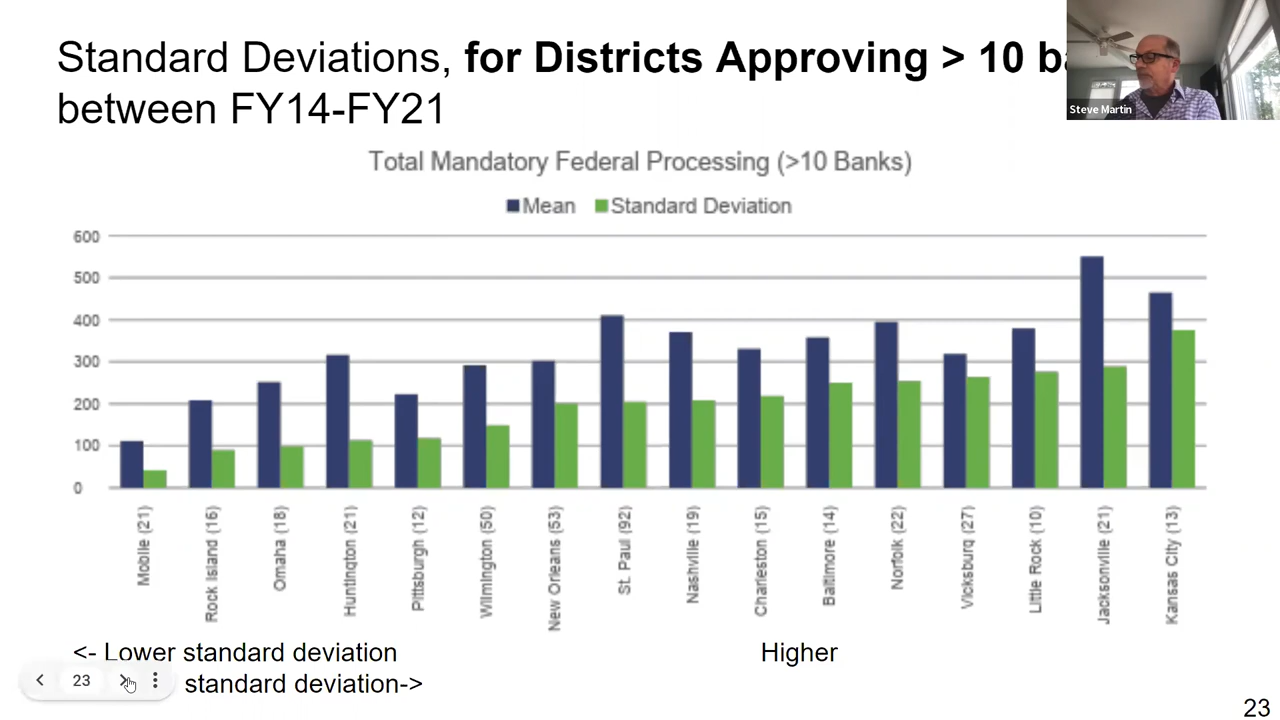 Standard Deviations, for Districts Approving > 10
between FY14-FY21
Steve Martin
Total Mandatory Federal Processing (>10 Banks)
Mean Standard Deviation
600
500
400
300
200
100
0
Mobile (21)
Rock Island (16)
Omaha (18)
Huntington (21)
Pittsburgh (12)
Wilmington (50)
New Orleans (53)
St. Paul (92)
Nashville (19)
Charleston (15)
Baltimore (14)
Norfolk (22)
Vicksburg (27)
Little Rock (10)
Jacksonville (21)
Kansas City (13)
<- Lower standard deviation Higher
standard deviation->
23
23